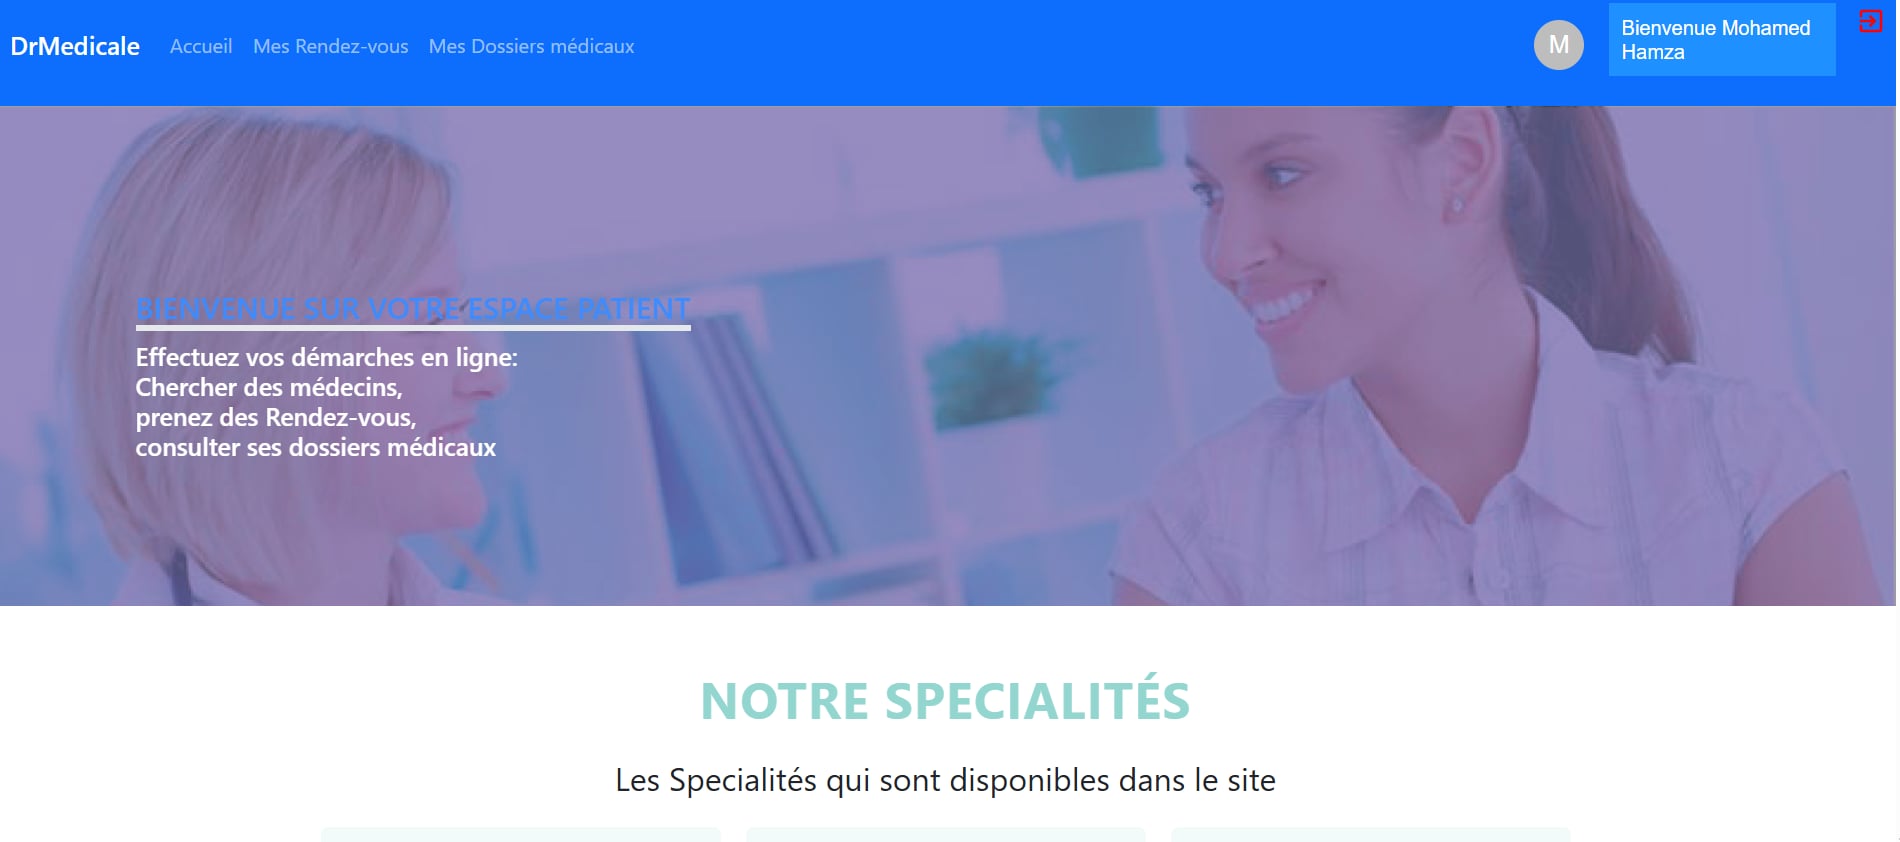 DrMedicale Accueil Mes Rendez-vous Mes Dossiers médicaux
M
Bienvenue Mohamed
Hamza
BIENVENUE SUR VOTRE ESPACE PATIENT
Effectuez vos démarches en ligne:
Chercher des médecins,
prenez des Rendez-vous,
consulter ses dossiers médicaux
NOTRE SPECIALITÉS
Les Specialités qui sont disponibles dans le site